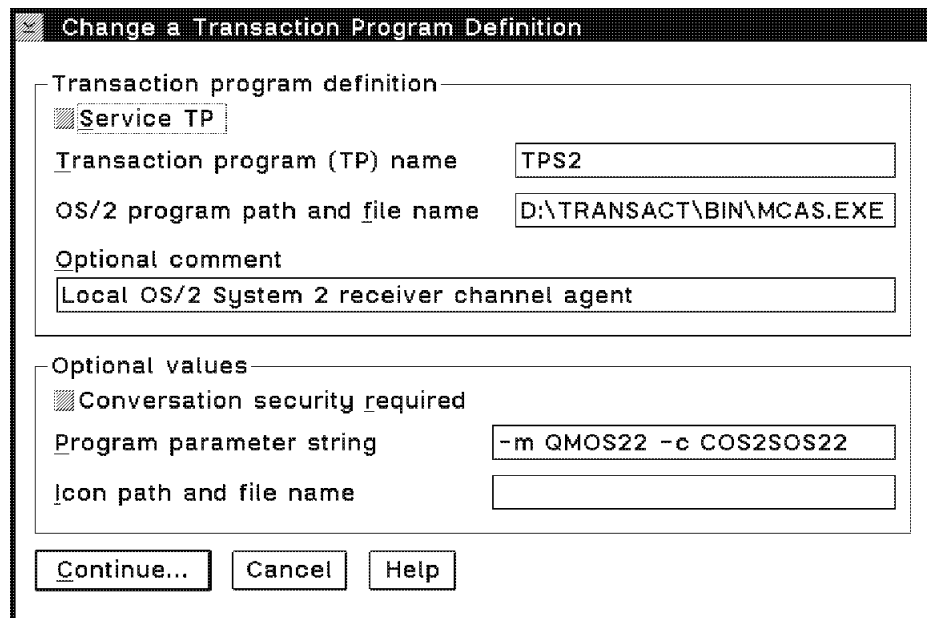 Change a Transaction Program Definition
Transaction program definition
Service TP
Transaction program (TP) name TPS2
OS/2 program path and file name D:\TRANSACT\BIN\MCAS.EXE
Optional comment
Local OS/2 System 2 receiver channel agent
Optional values
Conversation security required
Program parameter string -m QMOS22 -c COS2SOS22
Icon path and file name
Continue... Cancel Help